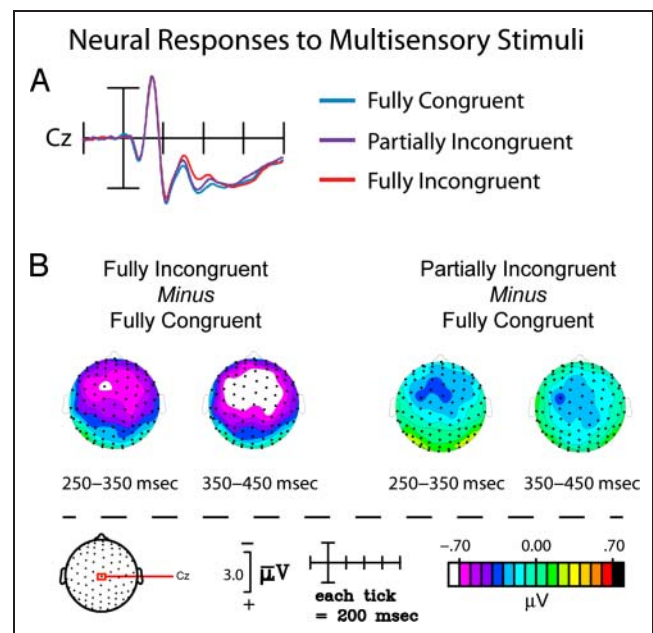 Neural Responses to Multisensory Stimuli
A
Cz
Fully Congruent
Partially Incongruent
Fully Incongruent
B
Fully Incongruent
Minus
Fully Congruent
Partially Incongruent
Minus
Fully Congruent
250–350 msec
350–450 msec
250–350 msec
350–450 msec
Cz
−
3.0
µV
+
each tick
= 200 msec
−.70
0.00
.70
µV